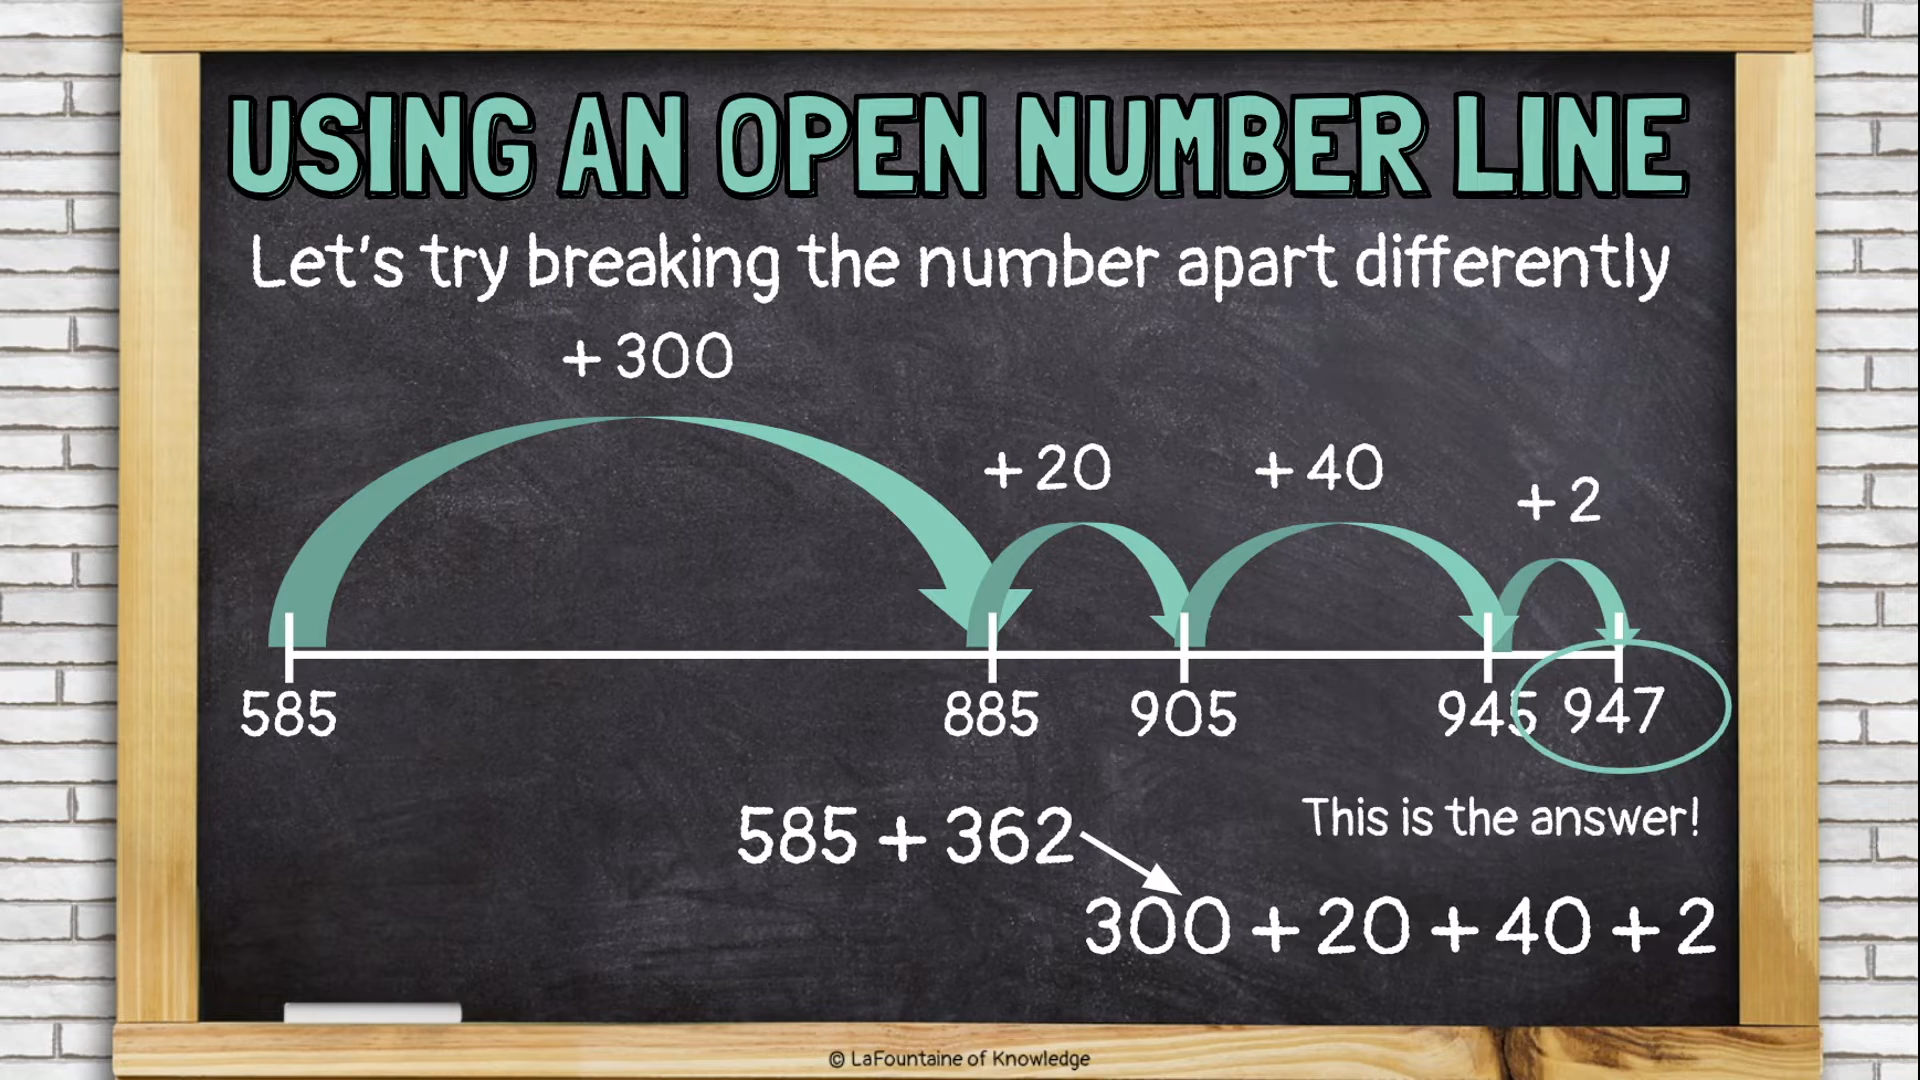 USING AN OPEN NUMBER LINE
Let's try breaking the number apart differently
+ 300
+ 20 + 40 + 2
585 885 905 945 947
This is the answer!
585 + 362
300 + 20 + 40 + 2
© LaFountaine of Knowledge